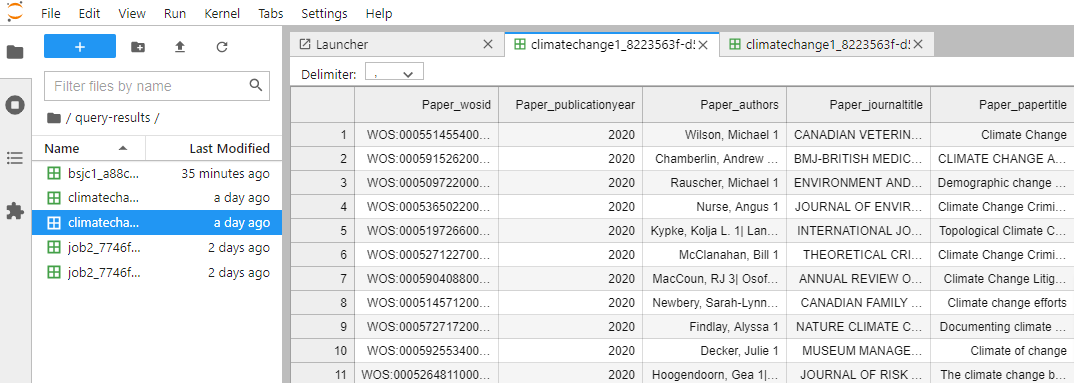 File Edit View Run Kernel Tabs Settings Help
Launcher climatechange1_8223563f-d5 climatechange1_8223563f-d5
Delimiter: ,
Filter files by name
/ query-results /
Name Last Modified
bsjc1_a88c... 35 minutes ago
climatecha... a day ago
climatecha... a day ago
job2_7746f... 2 days ago
job2_7746f... 2 days ago
Paper_wosid Paper_publicationyear Paper_authors Paper_journaltitle Paper_papertitle
1 WOS:000551455400... 2020 Wilson, Michael 1 CANADIAN VETERIN... Climate Change
2 WOS:000591526200... 2020 Chamberlin, Andrew ... BMJ-BRITISH MEDIC... CLIMATE CHANGE A...
3 WOS:000509722000... 2020 Rauscher, Michael 1 ENVIRONMENT AND... Demographic change ...
4 WOS:000536502200... 2020 Nurse, Angus 1 JOURNAL OF ENVIR... Climate Change Crimi...
5 WOS:000519726600... 2020 Kypke, Kolja L. 1| Lan... INTERNATIONAL JO... Topological Climate C...
6 WOS:000527122700... 2020 McClanahan, Bill 1 THEORETICAL CRI... Climate Change Crimi...
7 WOS:000590408800... 2020 MacCoun, RJ 3| Osof... ANNUAL REVIEW O... Climate Change Litig...
8 WOS:000514571200... 2020 Newbery, Sarah-Lynn... CANADIAN FAMILY ... Climate change efforts
9 WOS:000572717200... 2020 Findlay, Alyssa 1 NATURE CLIMATE C... Documenting climate ...
10 WOS:000592553400... 2020 Decker, Julie 1 MUSEUM MANAGE... Climate of change
11 WOS:0005264811000... 2020 Hoogendoorn, Gea 1|... JOURNAL OF RISK ... The climate change b...